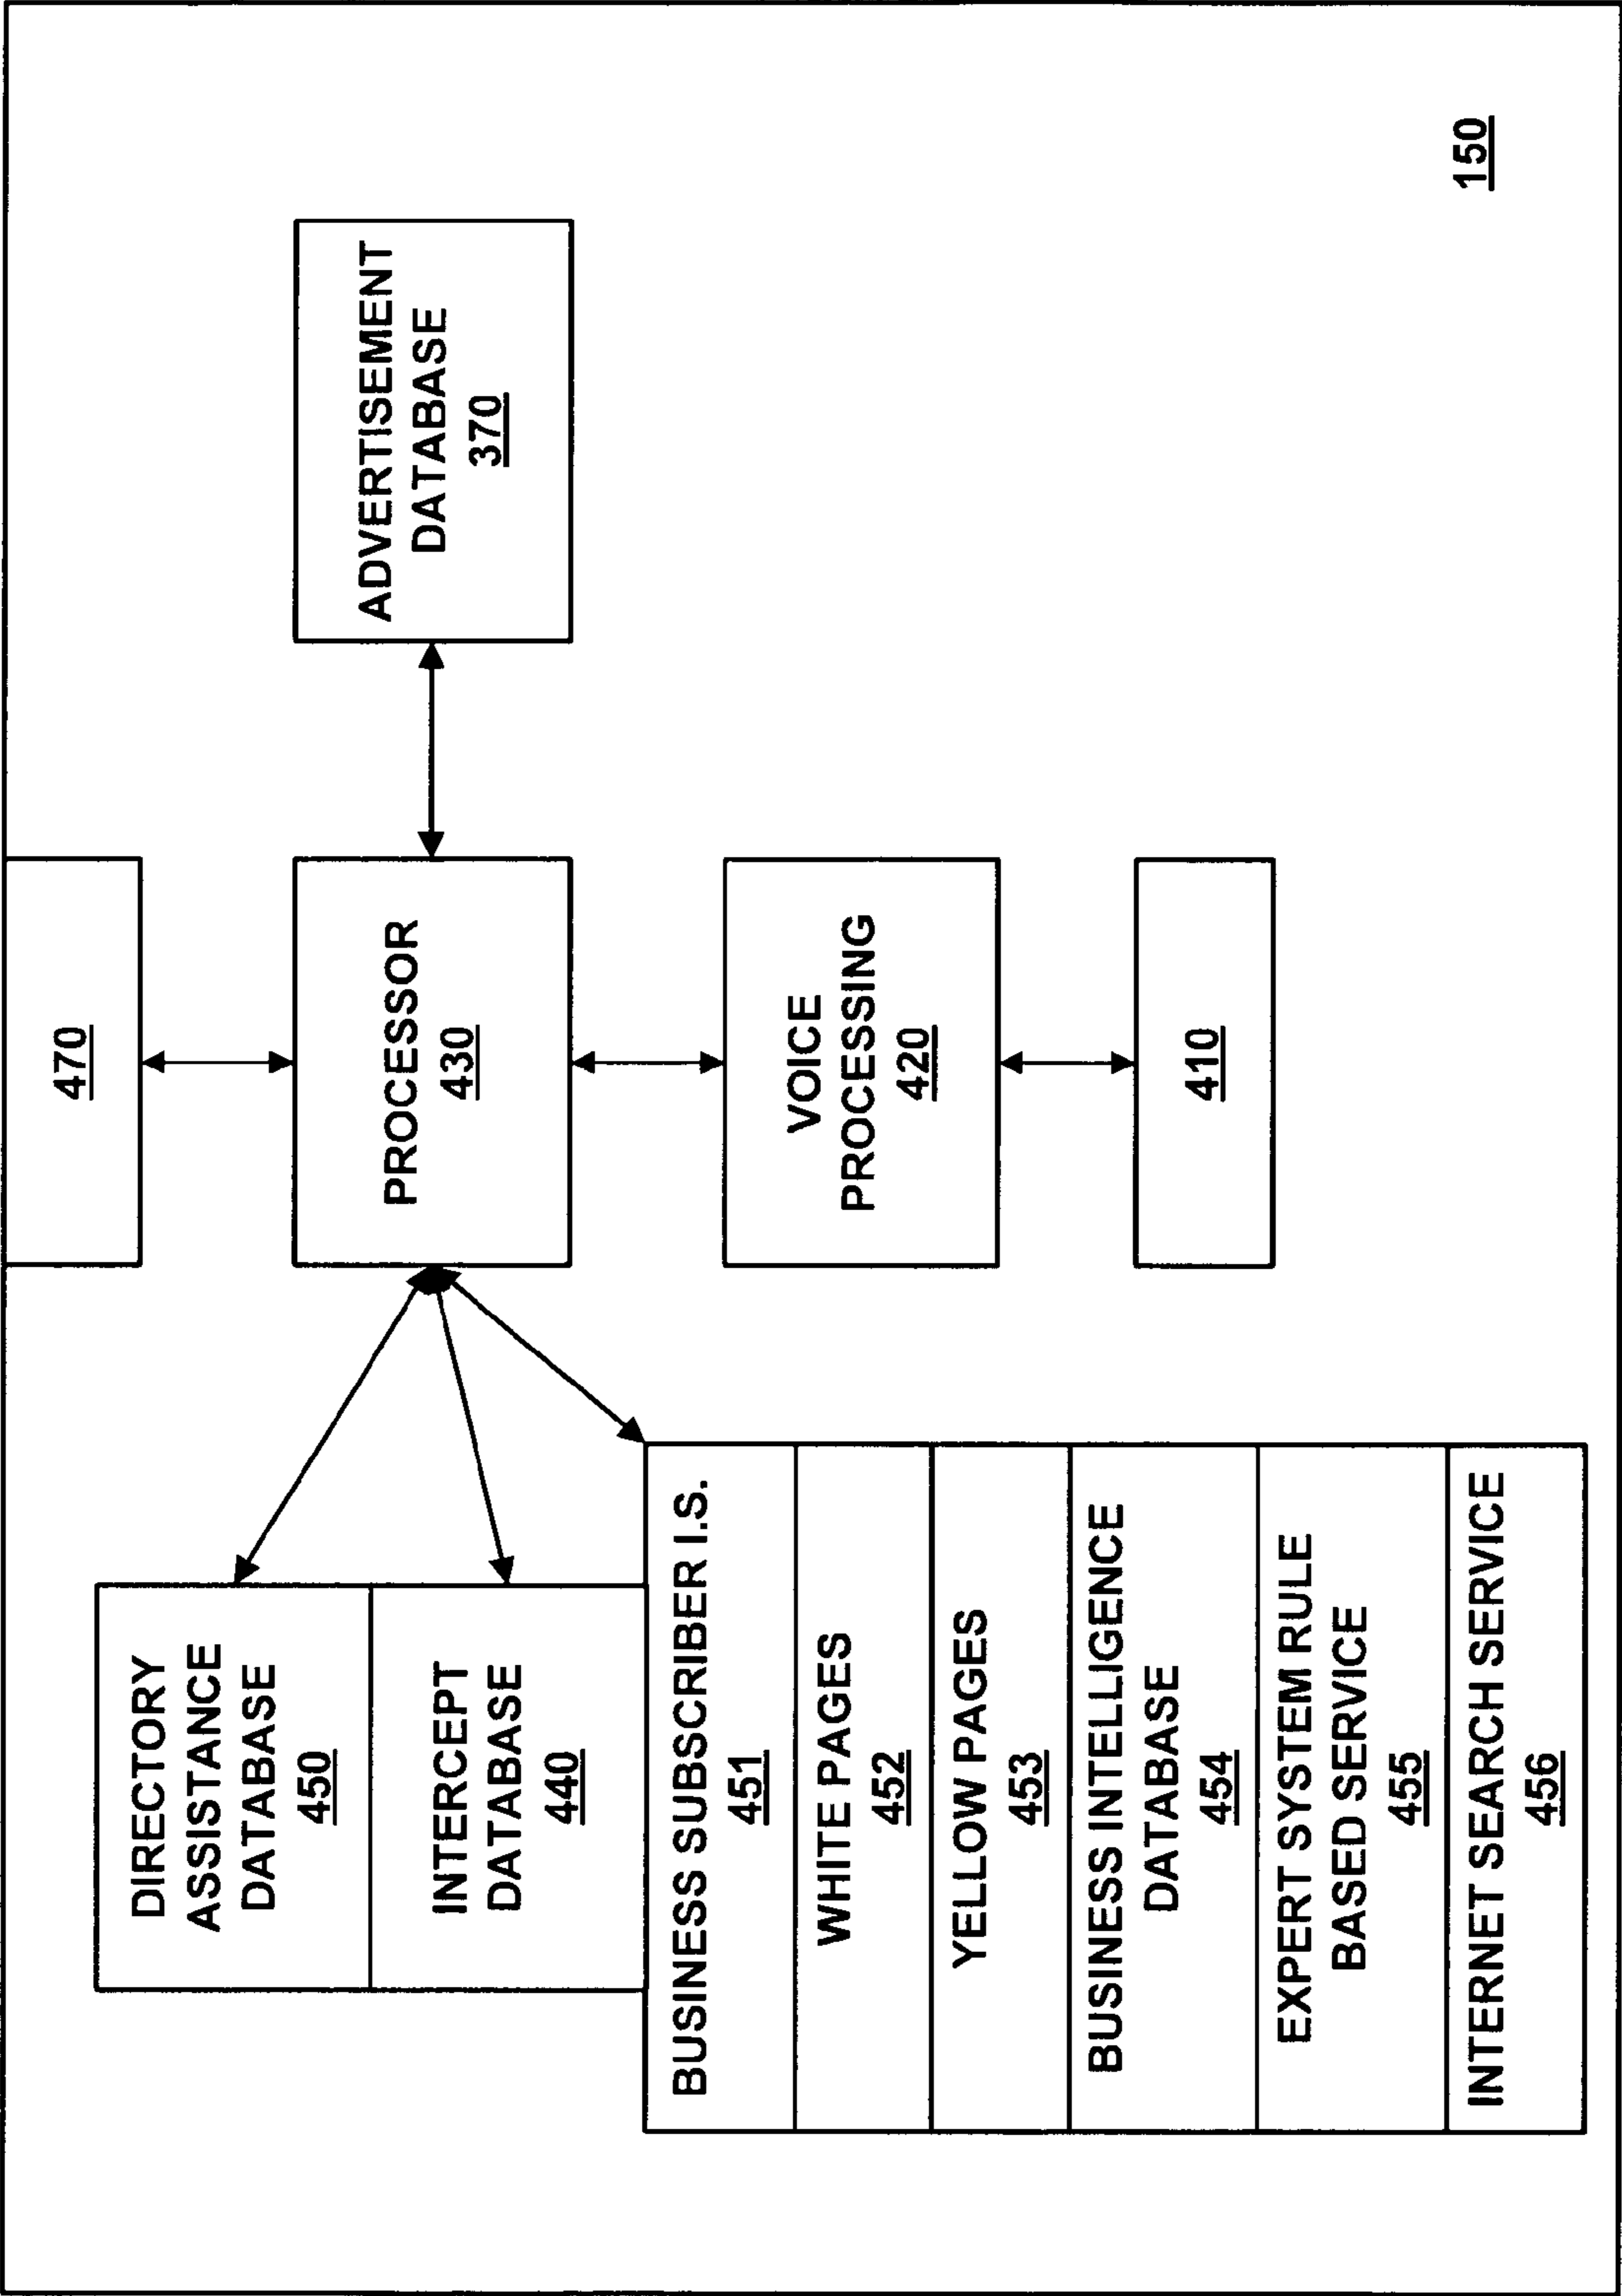 DIRECTORY
ASSISTANCE
DATABASE
450
INTERCEPT
DATABASE
440
BUSINESS SUBSCRIBER I.S.
451
WHITE PAGES
452
YELLOW PAGES
453
BUSINESS INTELLIGENCE
DATABASE
454
EXPERT SYSTEM RULE
BASED SERVICE
455
INTERNET SEARCH SERVICE
456
470
PROCESSOR
430
VOICE
PROCESSING
420
410
ADVERTISEMENT
DATABASE
370
150